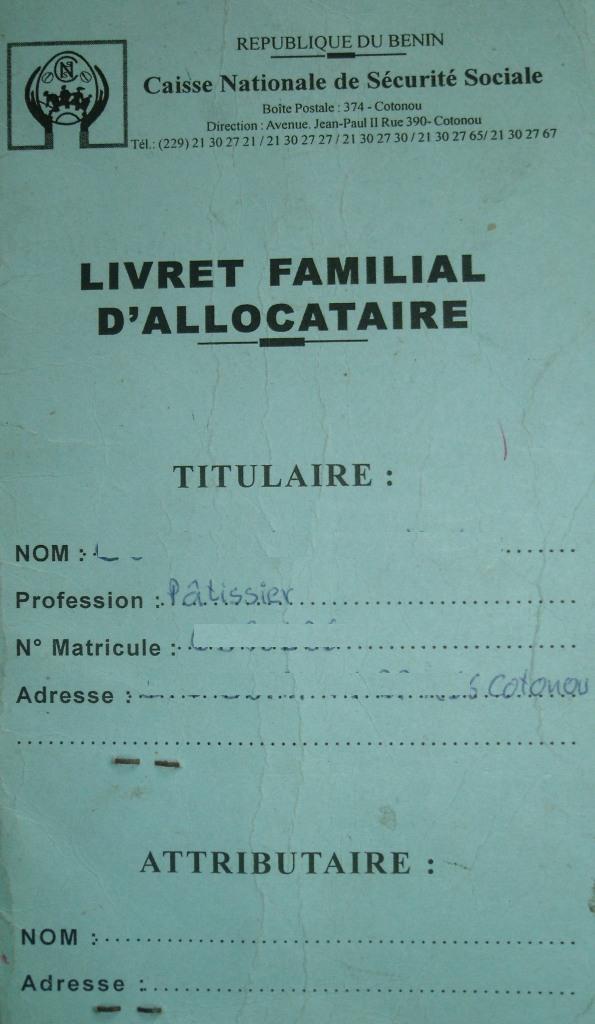 REPUBLIQUE DU BENIN
Caisse Nationale de Sécurité Sociale
Boîte Postale : 374 - Cotonou
Direction : Avenue. Jean-Paul II Rue 390- Cotonou
Tél.: (229) 21 30 27 21 / 21 30 27 27 / 21 30 27 30 / 21 30 27 65/ 21 30 27 67
LIVRET FAMILIAL
D'ALLOCATAIRE
TITULAIRE :
NOM :
Profession : Pâtissier
N° Matricule :
Adresse : Cotonou
ATTRIBUTAIRE :
NOM :
Adresse :